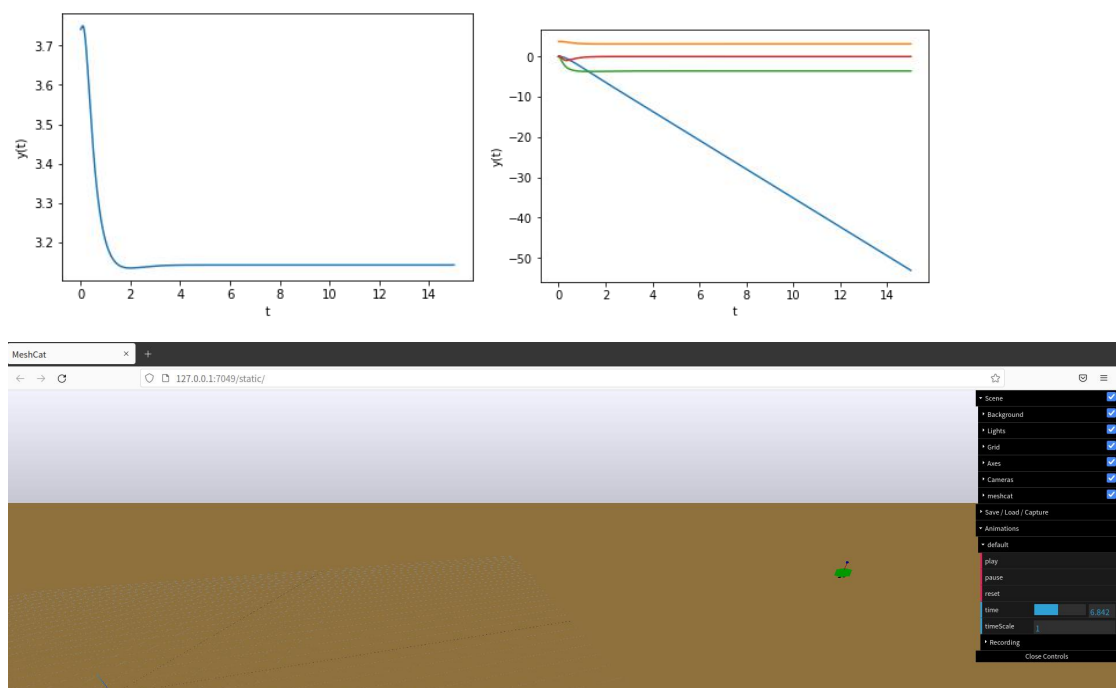 3.7
3.6
3.5
3.4
3.3
3.2
y(t)
0 2 4 6 8 10 12 14
t
0
−10
−20
−30
−40
−50
y(t)
0 2 4 6 8 10 12 14
t
MeshCat × +
127.0.0.1:7049/static/
Scene
Background
Lights
Grid
Axes
Cameras
meshcat
Save / Load / Capture
Animations
default
play
pause
reset
time 6.842
timeScale 1
Recording
Close Controls